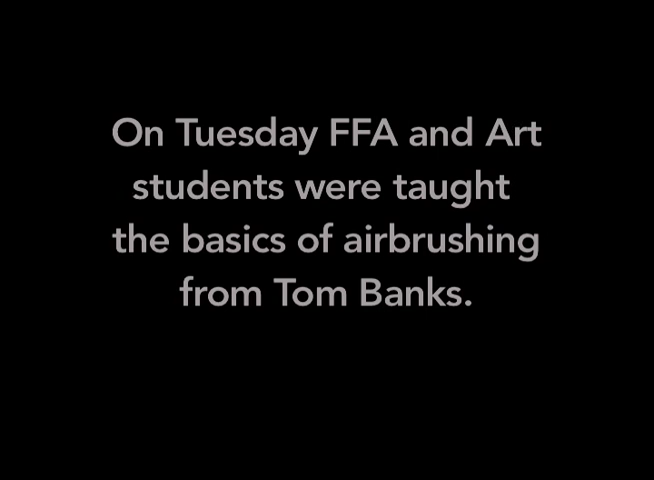 On Tuesday FFA and Art
students were taught
the basics of airbrushing
from Tom Banks.